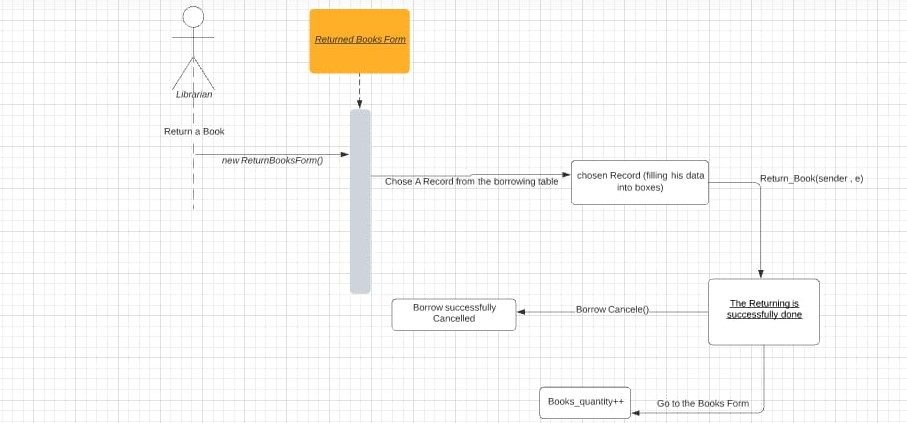 Returned Books Form
Librarian
Return a Book
new ReturnBooksForm()
Chose A Record from the borrowing table
chosen Record (filling his data
into boxes)
Return_Book(sender , e)
The Returning is
successfully done
Borrow Cancele()
Borrow successfully
Cancelled
Go to the Books Form
Books_quantity++